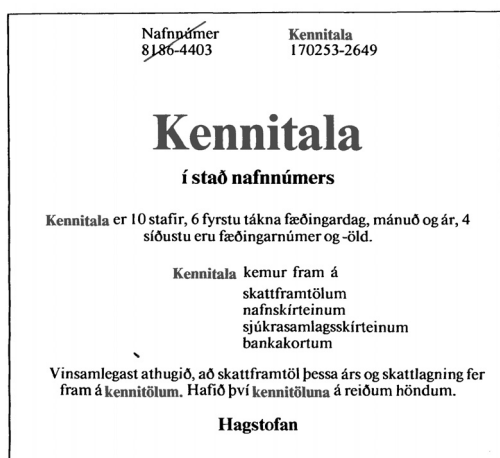 Nafnnúmer Kennitala
8186-4403 170253-2649
Kennitala
í stað nafnnúmers
Kennitala er 10 stafir, 6 fyrstu tákna fæðingardag, mánuð og ár, 4
síðustu eru fæðingarnúmer og -öld.
Kennitala kemur fram á
skattframtölum
nafnskírteinum
sjúkrasamlagsskírteinum
bankakortum
Vinsamlegast athugið, að skattframtöl þessa árs og skattlagning fer
fram á kennitölum. Hafið því kennitöluna á reiðum höndum.
Hagstofan